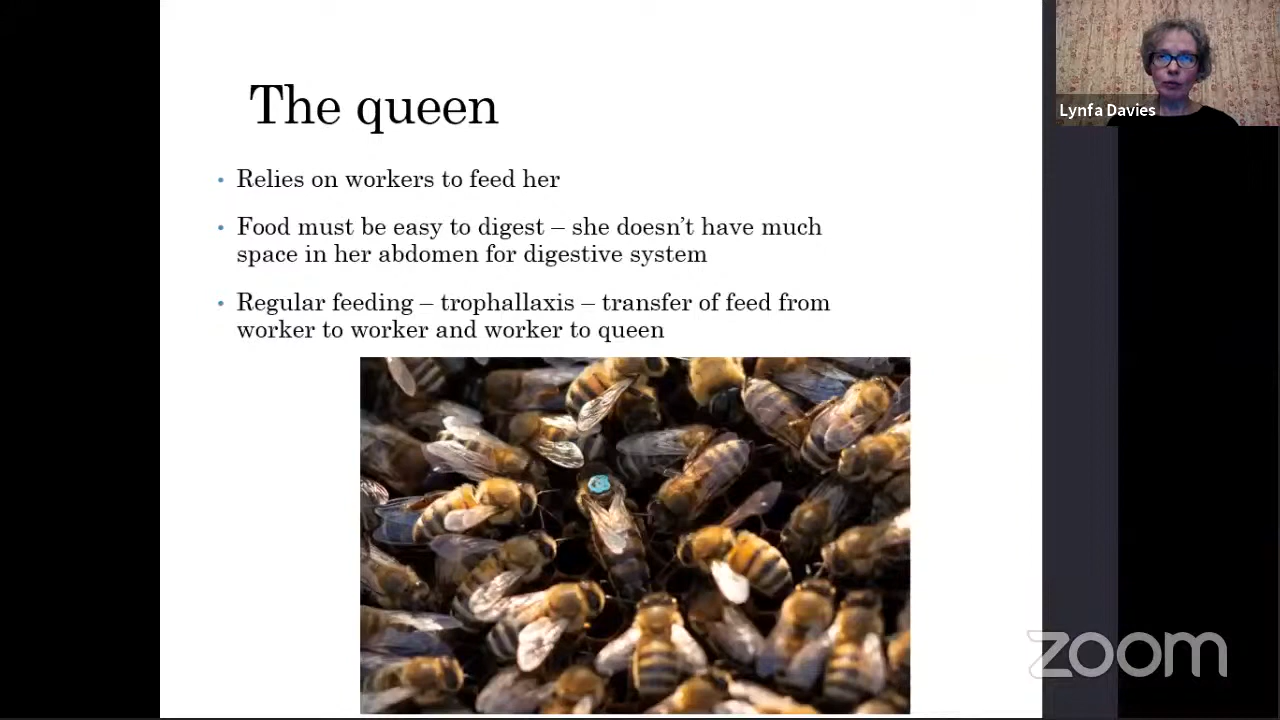 The queen
• Relies on workers to feed her
• Food must be easy to digest – she doesn’t have much
space in her abdomen for digestive system
• Regular feeding – trophallaxis – transfer of feed from
worker to worker and worker to queen
Lynfa Davies
zoom